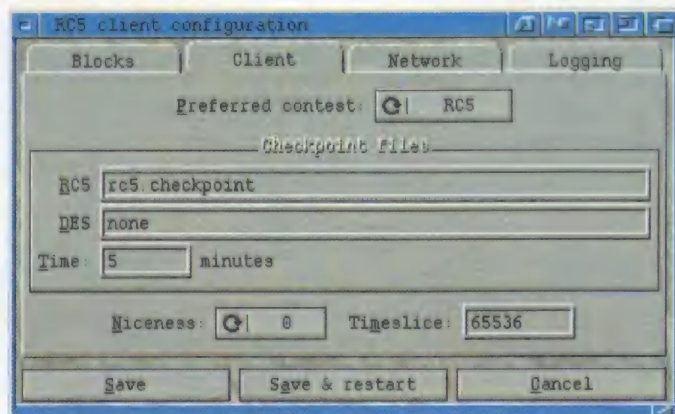 RC5 client configuration
Blocks Client Network Logging
Preferred contest: RC5
Checkpoint files
RC5 rc5.checkpoint
DES none
Time: 5 minutes
Niceness: 0 Timeslice: 65536
Save Save & restart Cancel